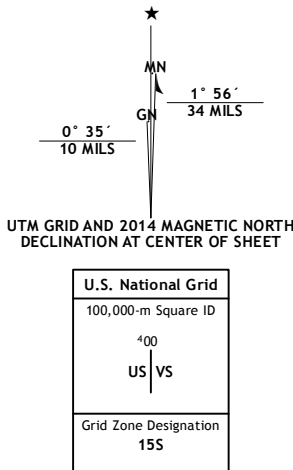 ★
MN
1° 56´
34 MILS
GN
0° 35´
10 MILS
UTM GRID AND 2014 MAGNETIC NORTH
DECLINATION AT CENTER OF SHEET
U.S. National Grid
100,000-m Square ID
⁴00
US VS
Grid Zone Designation
15S